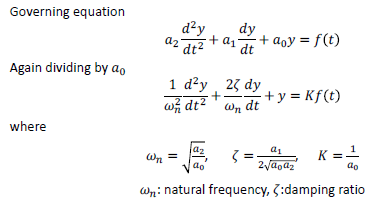 Governing equation
a₂ d²y/dt² + a₁ dy/dt + a₀y = f(t)
Again dividing by a₀
1/ωₙ² d²y/dt² + 2ζ/ωₙ dy/dt + y = Kf(t)
where
ωₙ = √(a₂/a₀), ζ = a₁/(2√(a₀a₂)) K = 1/a₀
ωₙ: natural frequency, ζ:damping ratio